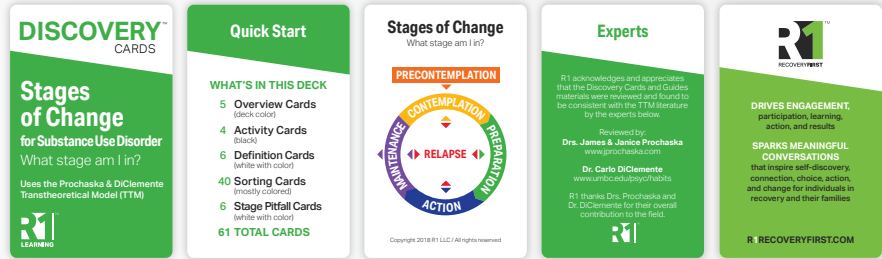 DISCOVERY™
CARDS
Stages
of Change
for Substance Use Disorder
What stage am I in?
Uses the Prochaska & DiClemente
Transtheoretical Model (TTM)
R1™
LEARNING
Quick Start
WHAT'S IN THIS DECK
5 Overview Cards
(deck color)
4 Activity Cards
(black)
6 Definition Cards
(white with color)
40 Sorting Cards
(mostly colored)
6 Stage Pitfall Cards
(white with color)
61 TOTAL CARDS
Stages of Change
What stage am I in?
PRECONTEMPLATION
CONTEMPLATION
PREPARATION
MAINTENANCE
RELAPSE
ACTION
Copyright 2018 R1 LLC / All rights reserved
Experts
R1 acknowledges and appreciates
that the Discovery Cards and Guides
materials were reviewed and found to
be consistent with the TTM literature
by the experts below.
Reviewed by:
Drs. James & Janice Prochaska
www.jprochaska.com
Dr. Carlo DiClemente
www.umbc.edu/psyc/habits
R1 thanks Drs. Prochaska and
Dr. DiClemente for their overall
contribution to the field.
R1
R1™
RECOVERYFIRST
DRIVES ENGAGEMENT,
participation, learning,
action, and results
SPARKS MEANINGFUL
CONVERSATIONS
that inspire self-discovery,
connection, choice, action,
and change for individuals in
recovery and their families
R1RECOVERYFIRST.COM